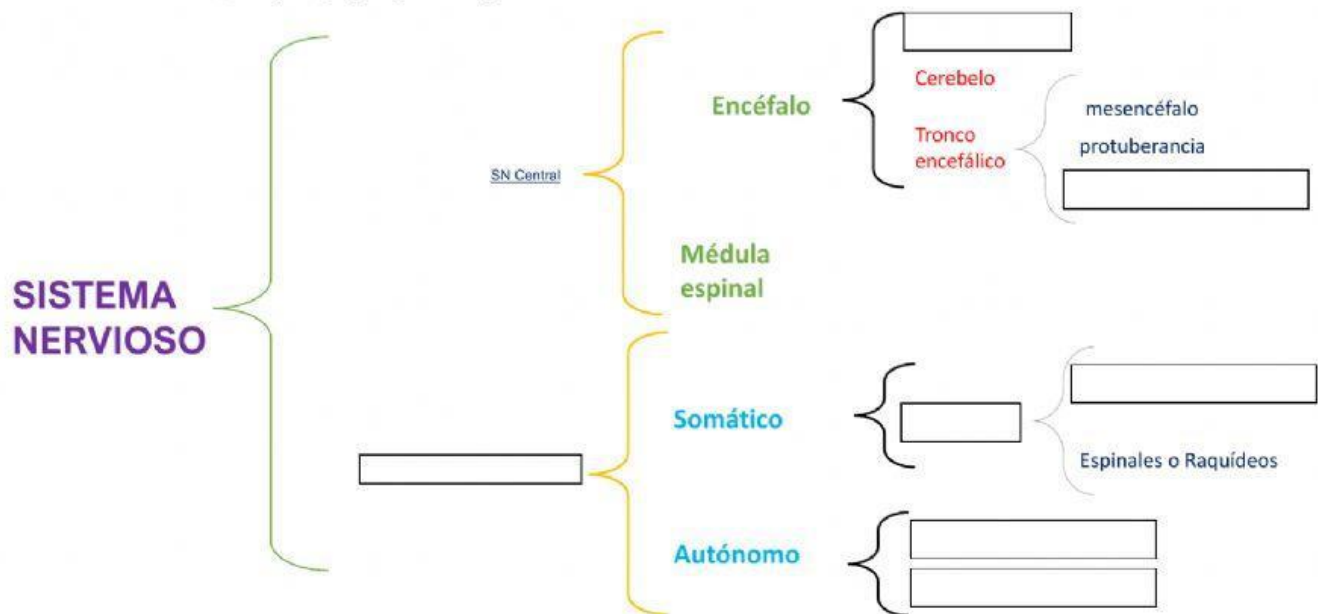 Encéfalo
Cerebelo
Tronco
encefálico
mesencéfalo
protuberancia
SN Central
Médula
espinal
SISTEMA
NERVIOSO
Somático
Espinales o Raquídeos
Autónomo